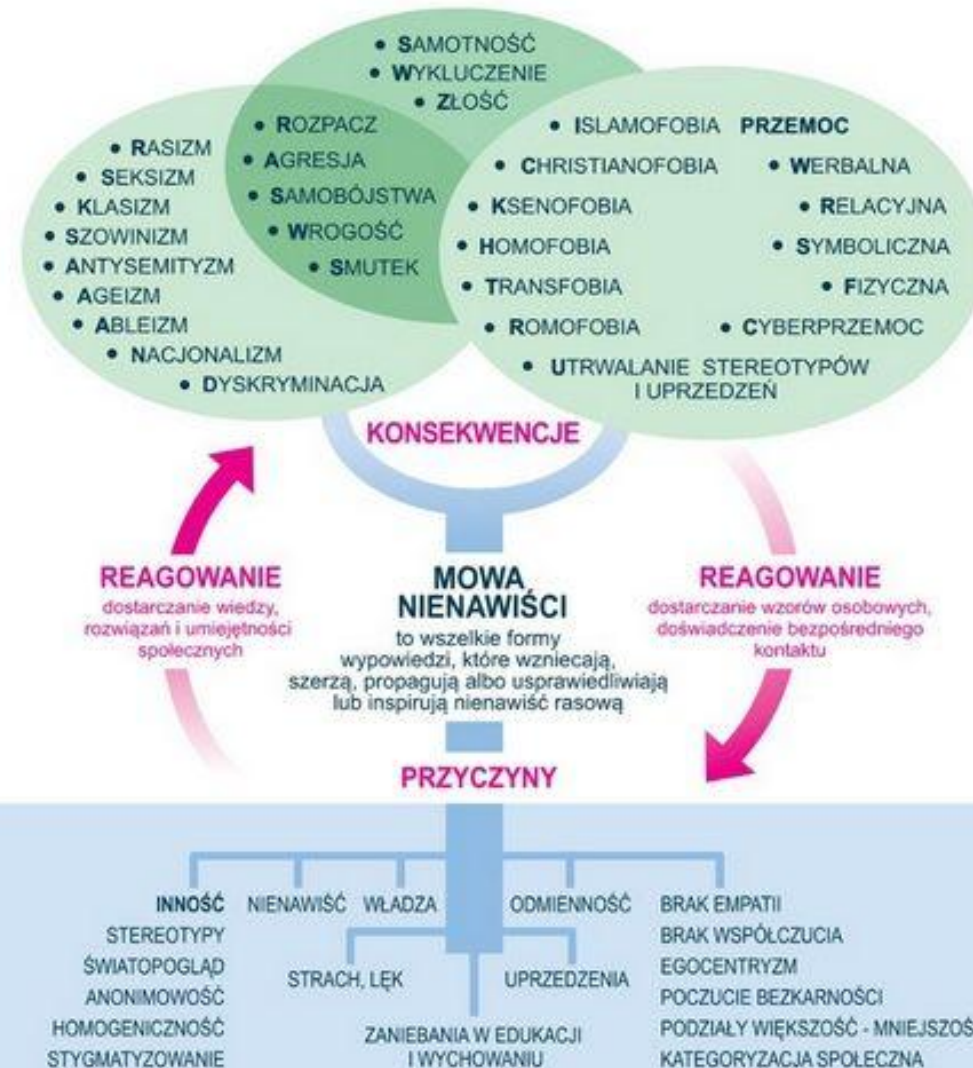 • SAMOTNOŚĆ
• WYKLUCZENIE
• ZŁOŚĆ
• ROZPACZ
• AGRESJA
• SAMOBÓJSTWA
• WROGOŚĆ
• SMUTEK
• RASIZM
• SEKSIZM
• KLASIZM
• SZOWINIZM
• ANTYSEMITYZM
• AGEIZM
• ABLEIZM
• NACJONALIZM
• DYSKRYMINACJA
• ISLAMOFOBIA
• CHRISTIANOFOBIA
• KSENOFOBIA
• HOMOFOBIA
• TRANSFOBIA
• ROMOFOBIA
• UTRWALANIE STEREOTYPÓW
I UPRZEDZEŃ
PRZEMOC
• WERBALNA
• RELACYJNA
• SYMBOLICZNA
• FIZYCZNA
• CYBERPRZEMOC
KONSEKWENCJE
REAGOWANIE
dostarczanie wiedzy,
rozwiązań i umiejętności
społecznych
MOWA
NIENAWIŚCI
to wszelkie formy
wypowiedzi, które wzniecają,
szerzą, propagują albo usprawiedliwiają
lub inspirują nienawiść rasową
REAGOWANIE
dostarczanie wzorów osobowych,
doświadczenie bezpośredniego
kontaktu
PRZYCZYNY
INNOŚĆ
STEREOTYPY
ŚWIATOPOGLĄD
ANONIMOWOŚĆ
HOMOGENICZNOŚĆ
STYGMATYZOWANIE
NIENAWIŚĆ
WŁADZA
STRACH, LĘK
ZANIEBANIA W EDUKACJI
I WYCHOWANIU
ODMIENNOŚĆ
UPRZEDZENIA
BRAK EMPATII
BRAK WSPÓŁCZUCIA
EGOCENTRYZM
POCZUCIE BEZKARNOŚCI
PODZIAŁY WIĘKSZOŚĆ - MNIEJSZOŚ
KATEGORYZACJA SPOŁECZNA